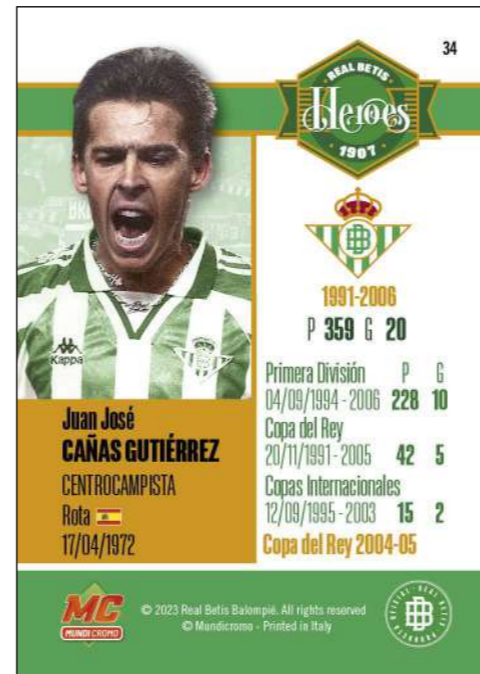 34
REAL BETIS
Heroes
1907
1991-2006
P 359 G 20
Kappa
Primera División P G
04/09/1994 - 2006 228 10
Copa del Rey
20/11/1991 - 2005 42 5
Copas Internacionales
12/09/1995 - 2003 15 2
Copa del Rey 2004-05
Juan José
CAÑAS GUTIÉRREZ
CENTROCAMPISTA
Rota
17/04/1972
MC
MUNDICROMO
© 2023 Real Betis Balompié. All rights reserved
© Mundicromo - Printed in Italy